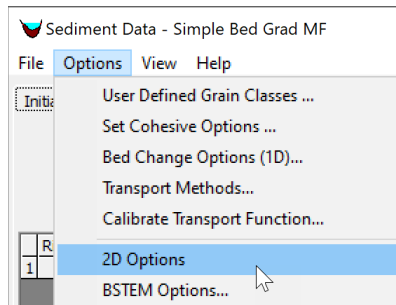 Sediment Data - Simple Bed Grad MF
File Options View Help
User Defined Grain Classes ...
Set Cohesive Options ...
Bed Change Options (1D)...
Transport Methods...
Calibrate Transport Function...
2D Options
1
BSTEM Options...